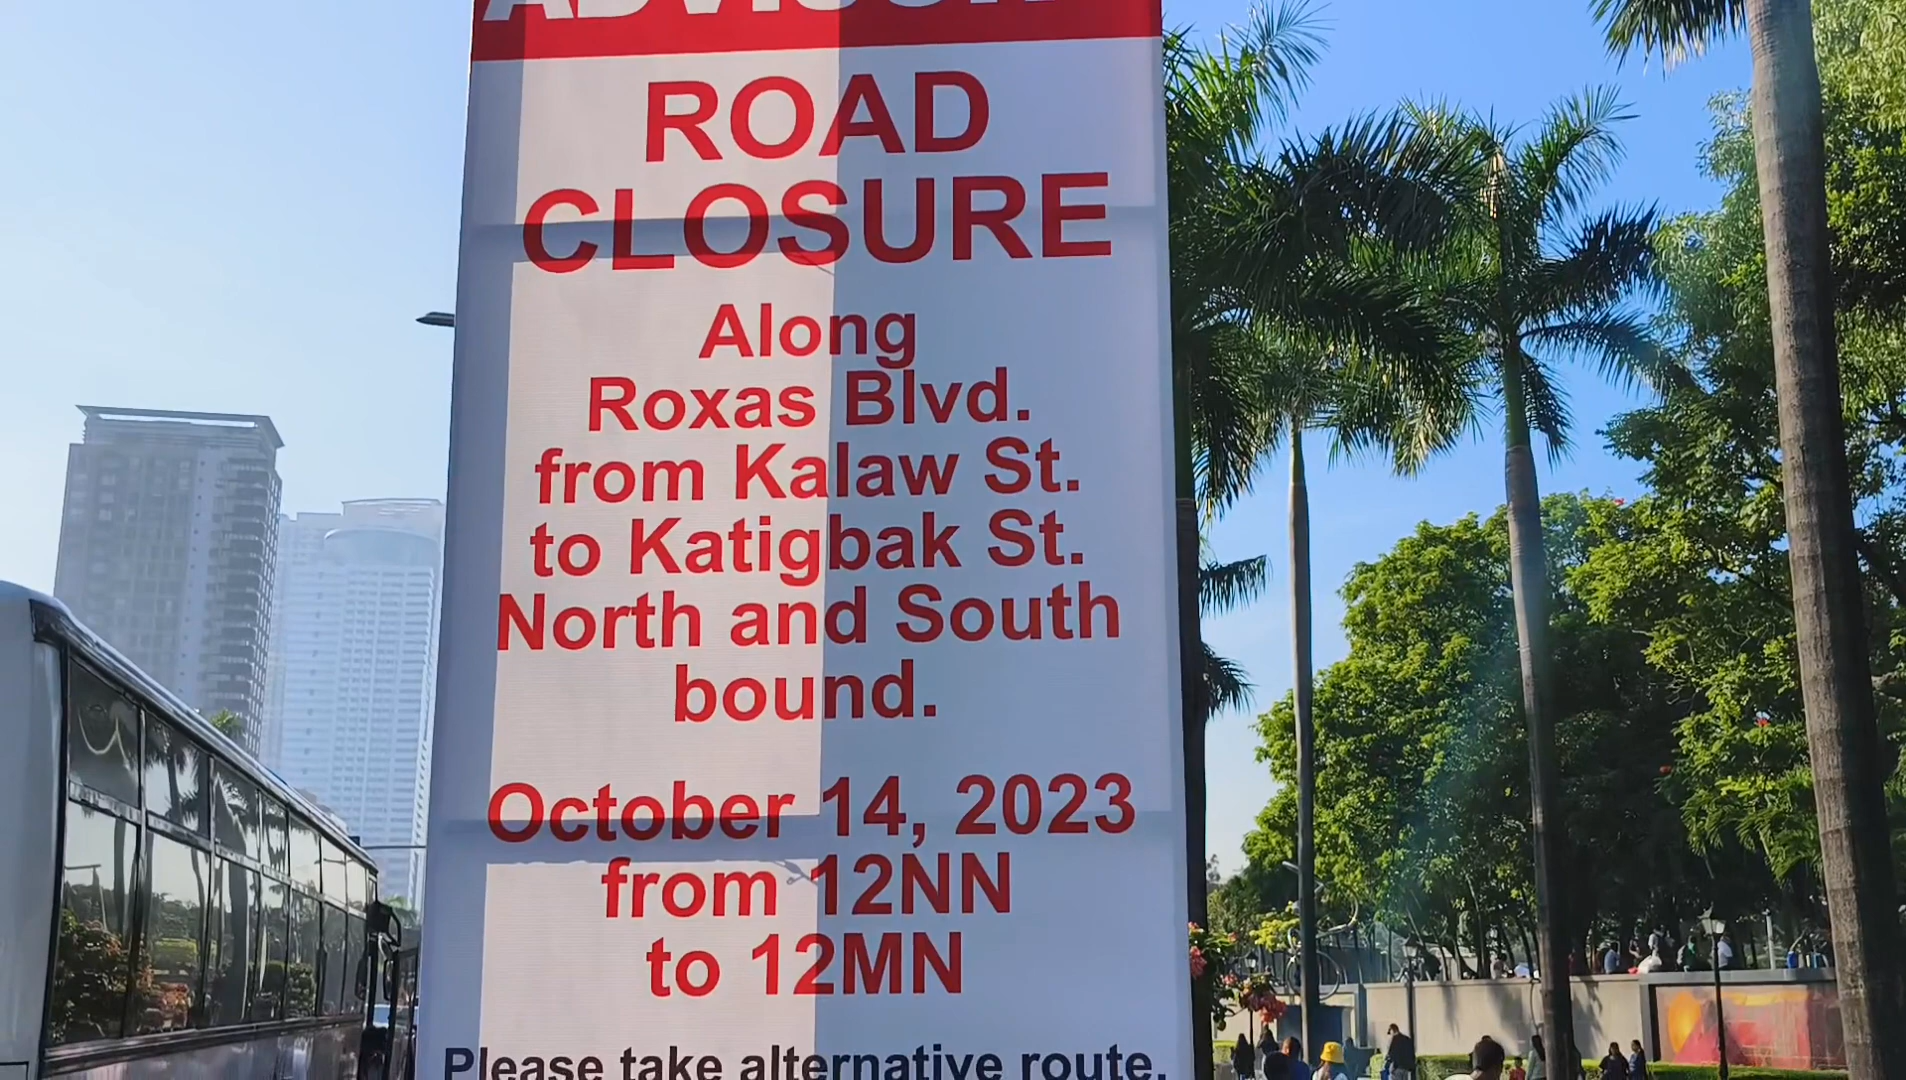 ADVISORY
ROAD
CLOSURE
Along
Roxas Blvd.
from Kalaw St.
to Katigbak St.
North and South
bound.
October 14, 2023
from 12NN
to 12MN
Please take alternative route.